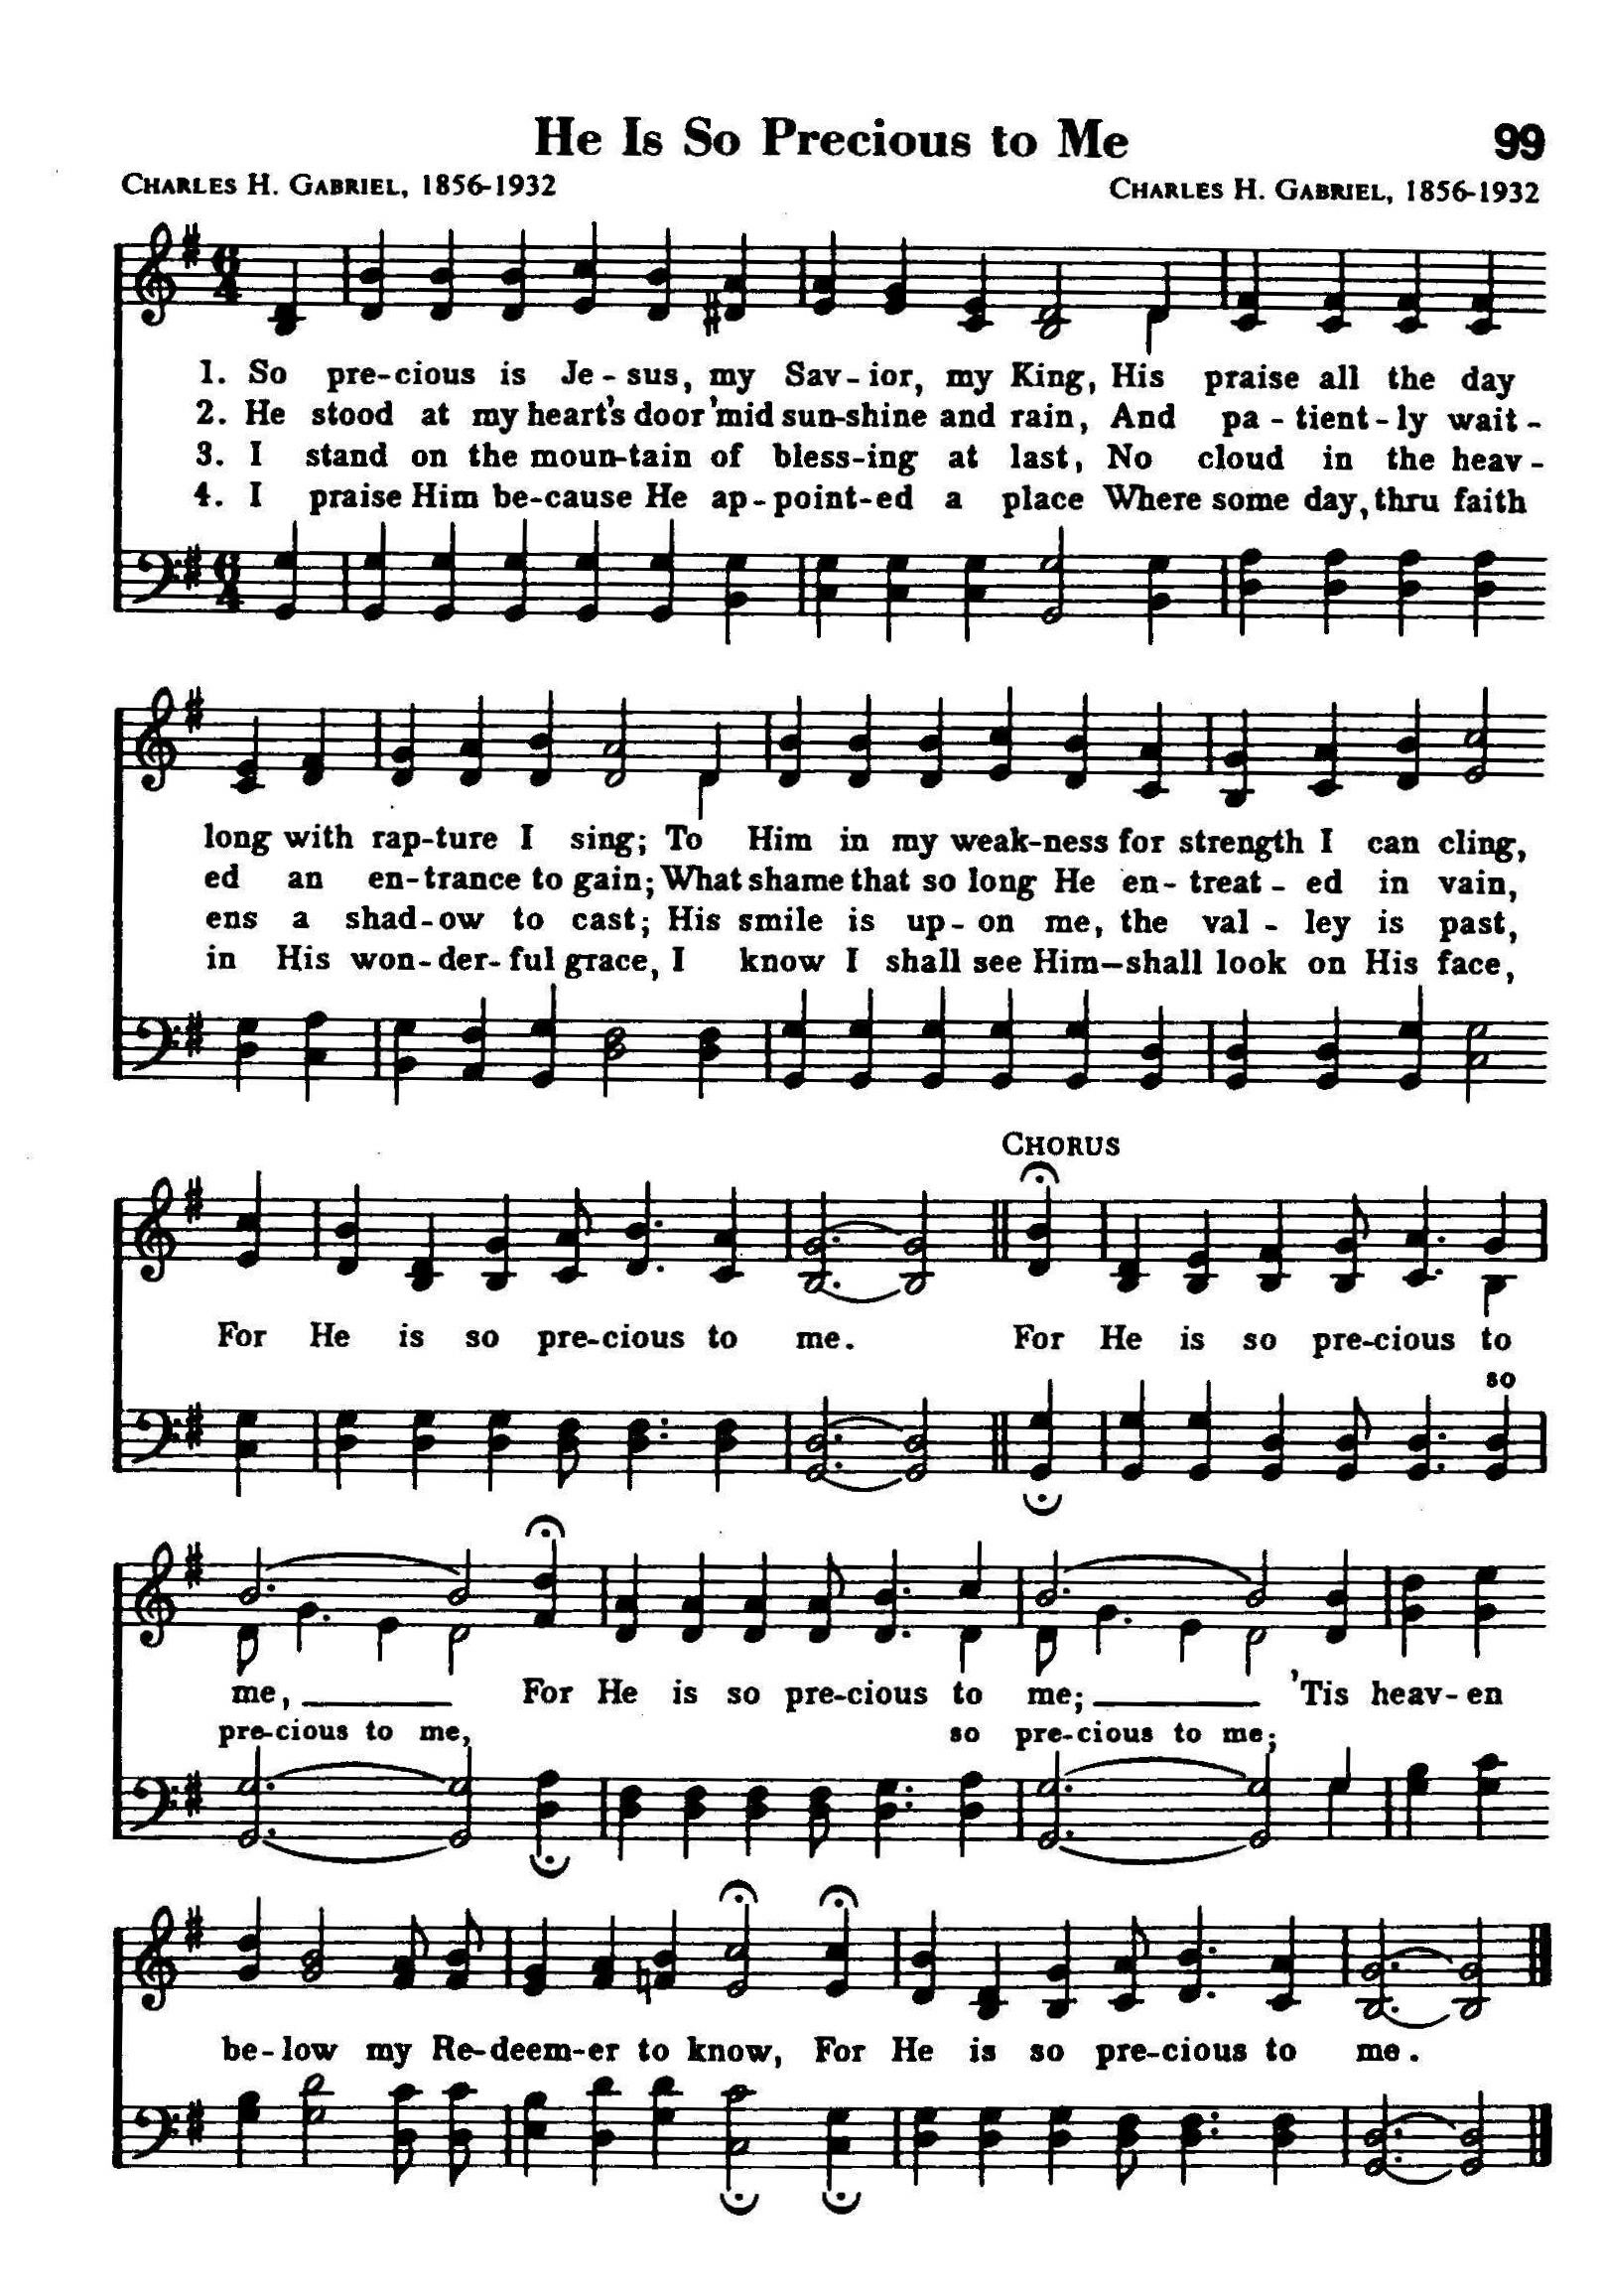 He Is So Precious to Me 99
CHARLES H. GABRIEL, 1856-1932 CHARLES H. GABRIEL, 1856-1932
1. So pre-cious is Je - sus, my Sav - ior, my King, His praise all the day
2. He stood at my heart's door 'mid sun-shine and rain, And pa - tient - ly wait -
3. I stand on the moun-tain of bless-ing at last, No cloud in the heav -
4. I praise Him be-cause He ap - point-ed a place Where some day, thru faith
long with rap-ture I sing; To Him in my weak-ness for strength I can cling,
ed an en-trance to gain; What shame that so long He en - treat - ed in vain,
ens a shad-ow to cast; His smile is up - on me, the val - ley is past,
in His won-der-ful grace, I know I shall see Him—shall look on His face,
CHORUS
For He is so pre-cious to me. For He is so pre-cious to
so
me, For He is so pre-cious to me; 'Tis heav-en
pre-cious to me, so pre-cious to me;
be-low my Re-deem-er to know, For He is so pre-cious to me.